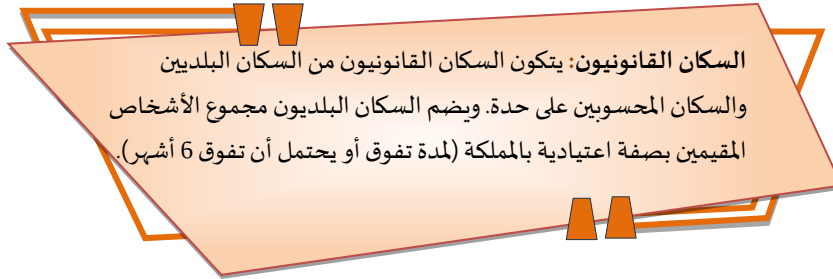 السكان القانونيون: يتكون السكان القانونيون من السكان البلديين
والسكان المحسوبين على حدة. ويضم السكان البلديون مجموع الأشخاص
المقيمين بصفة اعتيادية بالمملكة (لمدة تفوق أو يحتمل أن تفوق 6 أشهر).